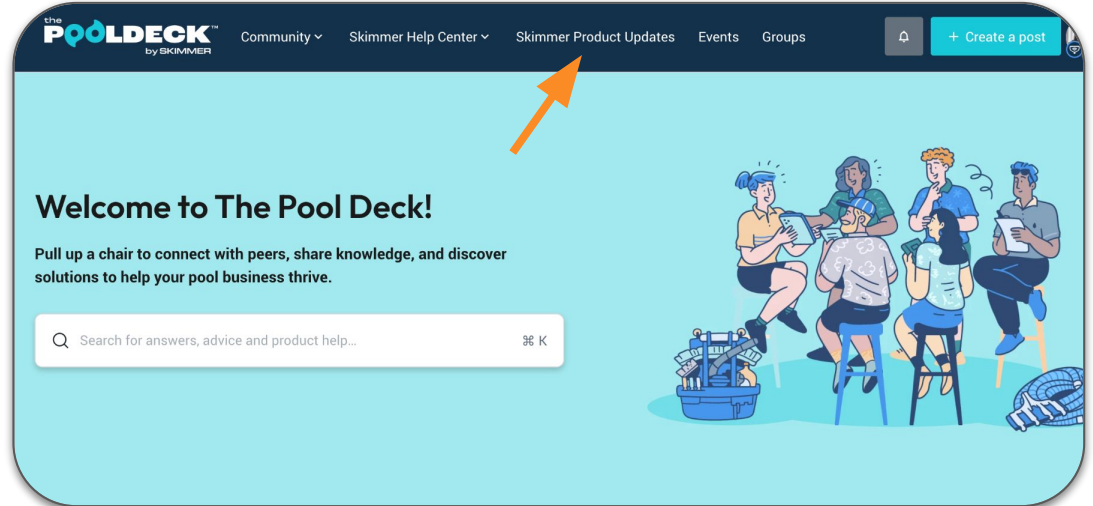 the
POOLDECK™
by SKIMMER
Community
Skimmer Help Center
Skimmer Product Updates
Events
Groups
+ Create a post
Welcome to The Pool Deck!
Pull up a chair to connect with peers, share knowledge, and discover
solutions to help your pool business thrive.
Search for answers, advice and product help...
⌘ K